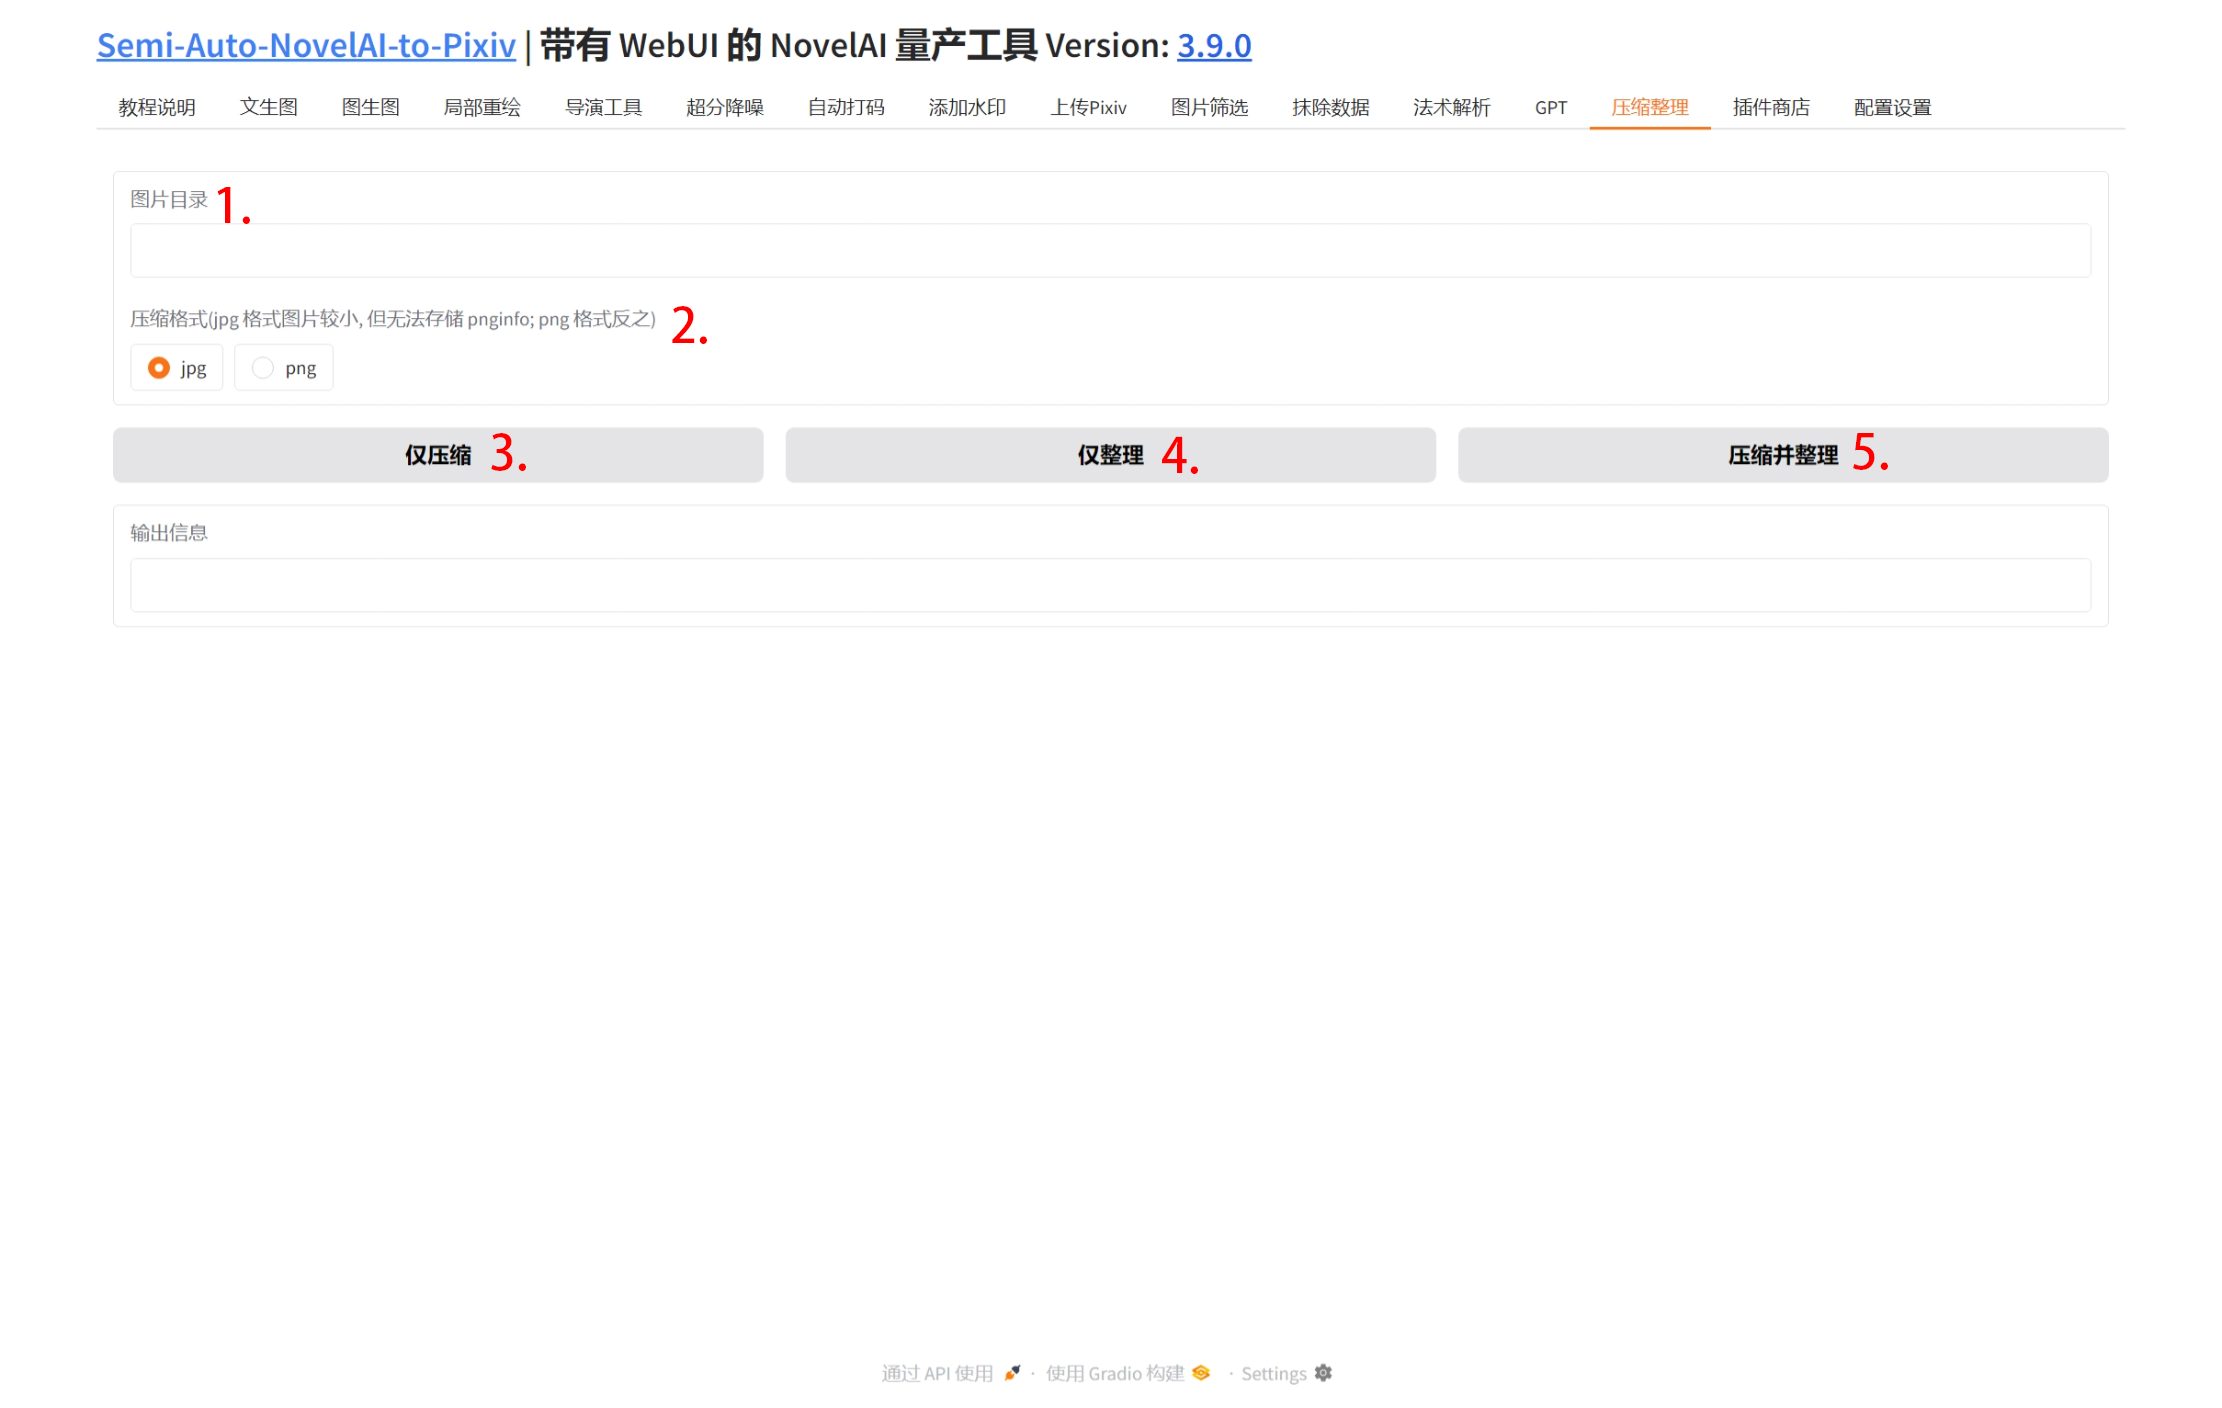 Semi-Auto-NovelAI-to-Pixiv | 带有 WebUI 的 NovelAI 量产工具 Version: 3.9.0
教程说明 文生图 图生图 局部重绘 导演工具 超分降噪 自动打码 添加水印 上传Pixiv 图片筛选 抹除数据 法术解析 GPT 压缩整理 插件商店 配置设置
图片目录 1.
压缩格式(jpg 格式图片较小, 但无法存储 pnginfo; png 格式反之) 2.
jpg png
仅压缩 3. 仅整理 4. 压缩并整理 5.
输出信息
通过 API 使用 · 使用 Gradio 构建 · Settings